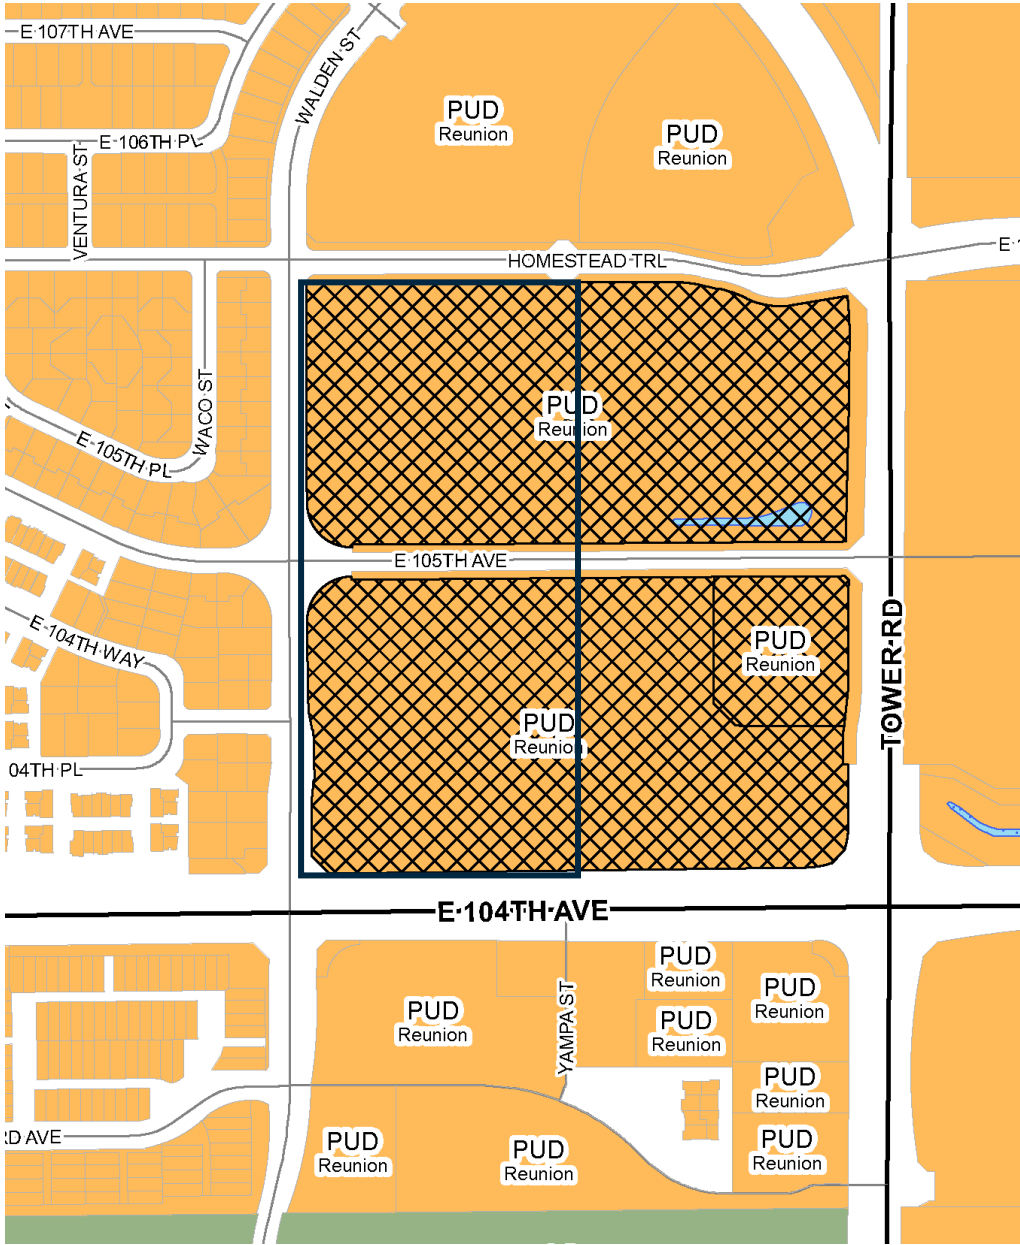 E 107TH AVE
WALDEN ST
PUD
Reunion
PUD
Reunion
E 106TH PL
VENTURA ST
HOMESTEAD TRL
E 1
WACO ST
PUD
Reunion
E 105TH PL
E 105TH AVE
E 104TH WAY
PUD
Reunion
TOWER RD
PUD
Reunion
04TH PL
E 104TH AVE
PUD
Reunion
PUD
Reunion
PUD
Reunion
PUD
Reunion
YAMPA ST
PUD
Reunion
RD AVE
PUD
Reunion
PUD
Reunion
PUD
Reunion